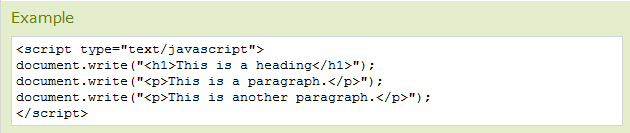 Example
<script type="text/javascript">
document.write("<h1>This is a heading</h1>");
document.write("<p>This is a paragraph.</p>");
document.write("<p>This is another paragraph.</p>");
</script>